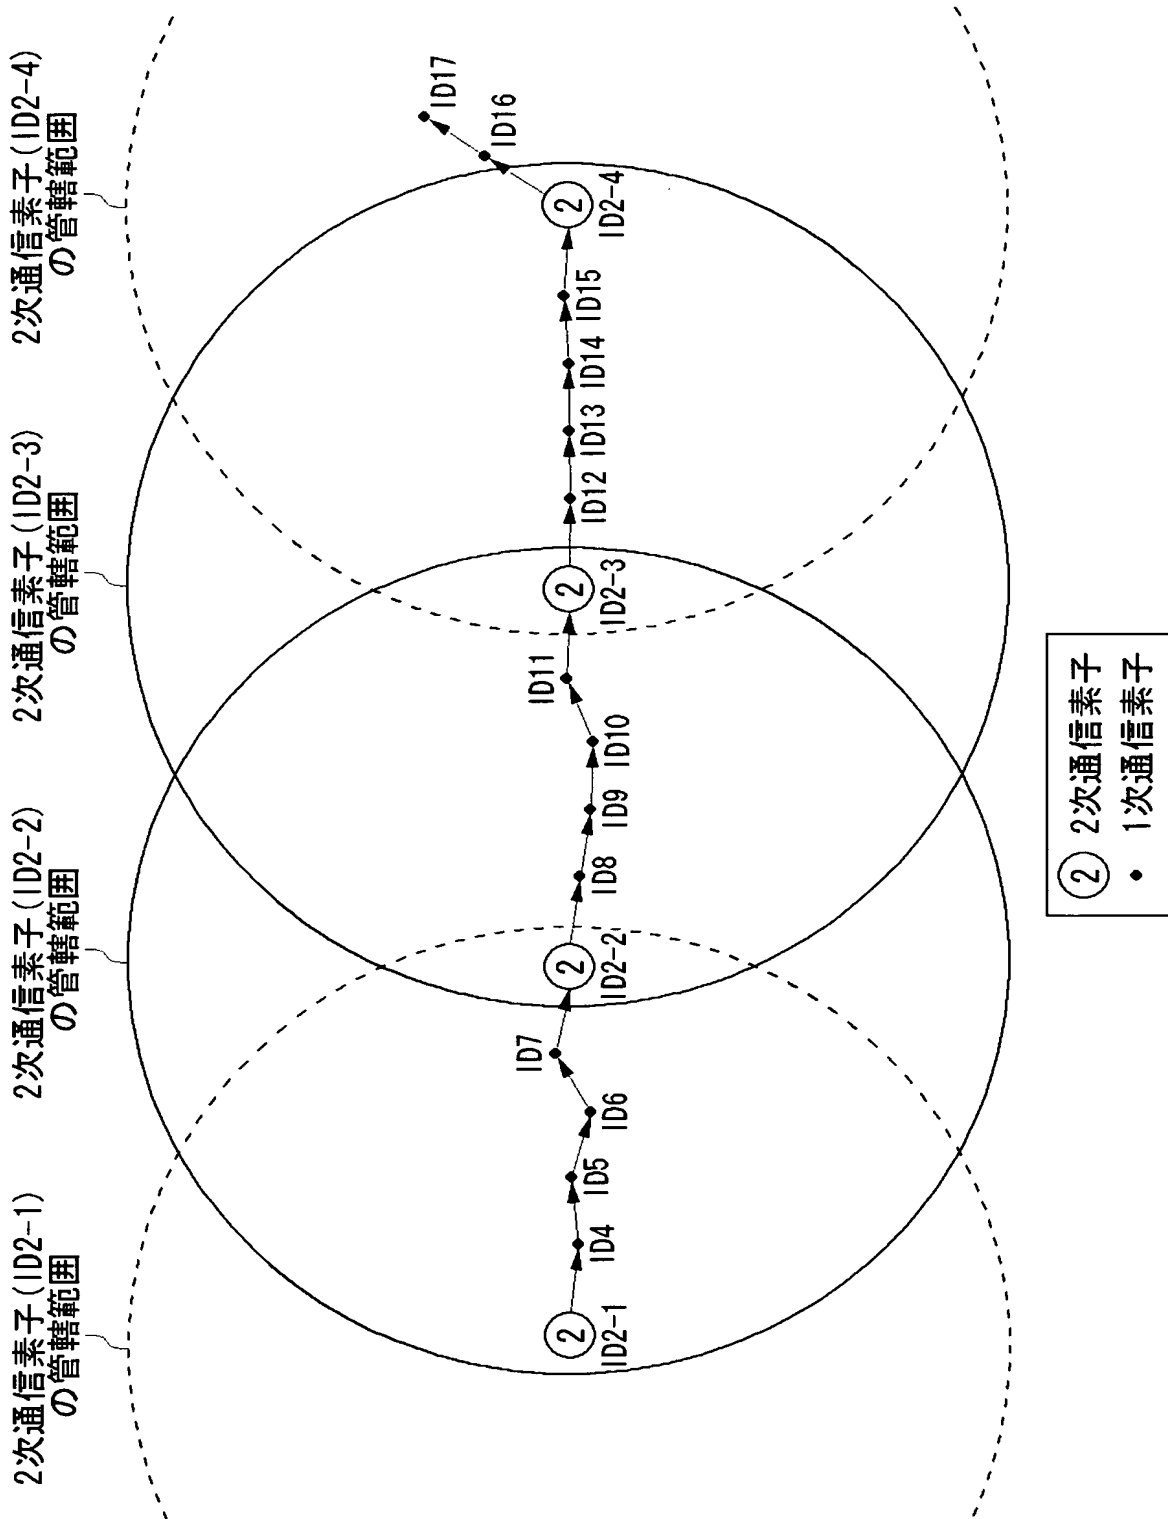 2次通信素子(ID2-1)
の管轄範囲
2次通信素子(ID2-2)
の管轄範囲
2次通信素子(ID2-3)
の管轄範囲
2次通信素子(ID2-4)
の管轄範囲
2
ID2-1
ID4
ID5
ID6
ID7
2
ID2-2
ID8
ID9
ID10
ID11
2
ID2-3
ID12
ID13
ID14
ID15
2
ID2-4
ID16
ID17
2 2次通信素子
1次通信素子